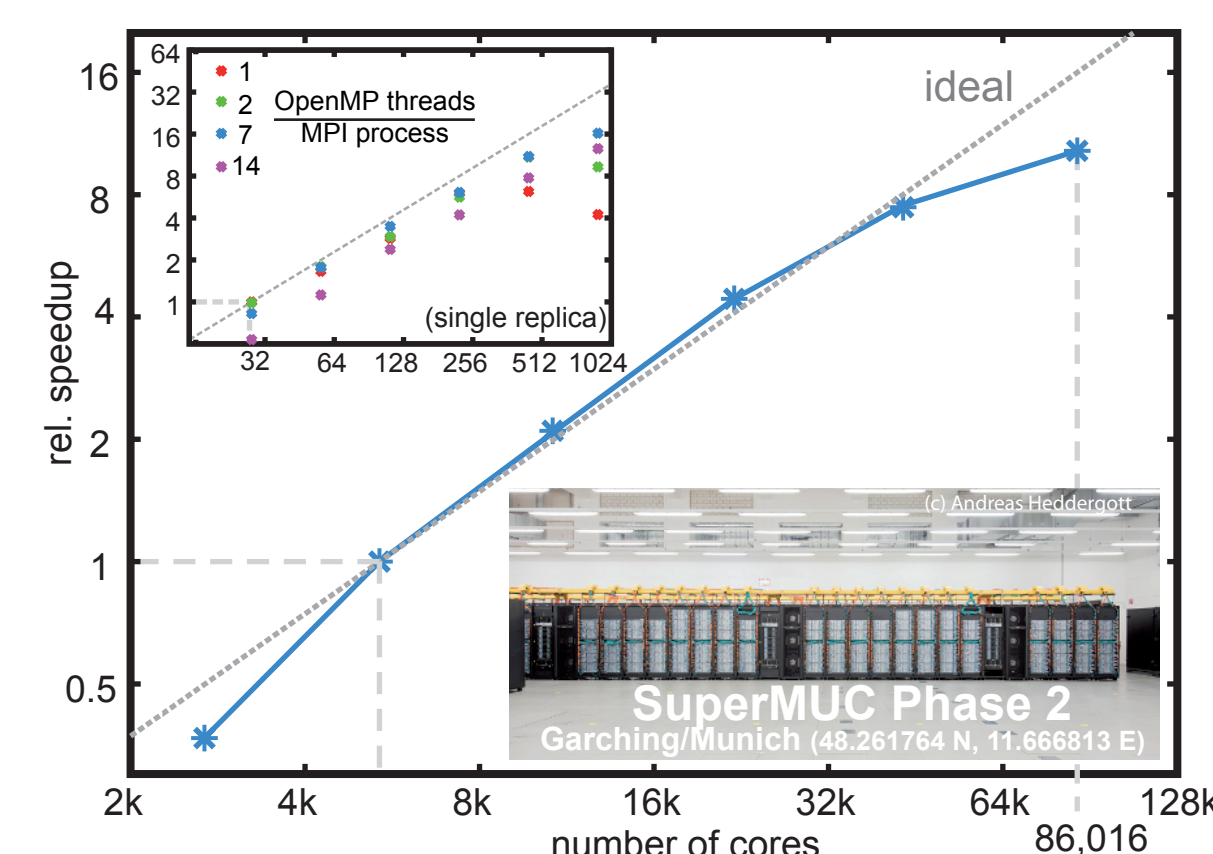 64
32
16
8
4
2
1
1
2
7
14
OpenMP threads
MPI process
(single replica)
32 64 128 256 512 1024
ideal
16
8
4
2
1
0.5
rel. speedup
(c) Andreas Heddergott
SuperMUC Phase 2
Garching/Munich (48.261764 N, 11.666813 E)
2k 4k 8k 16k 32k 64k 128k
number of cores
86,016